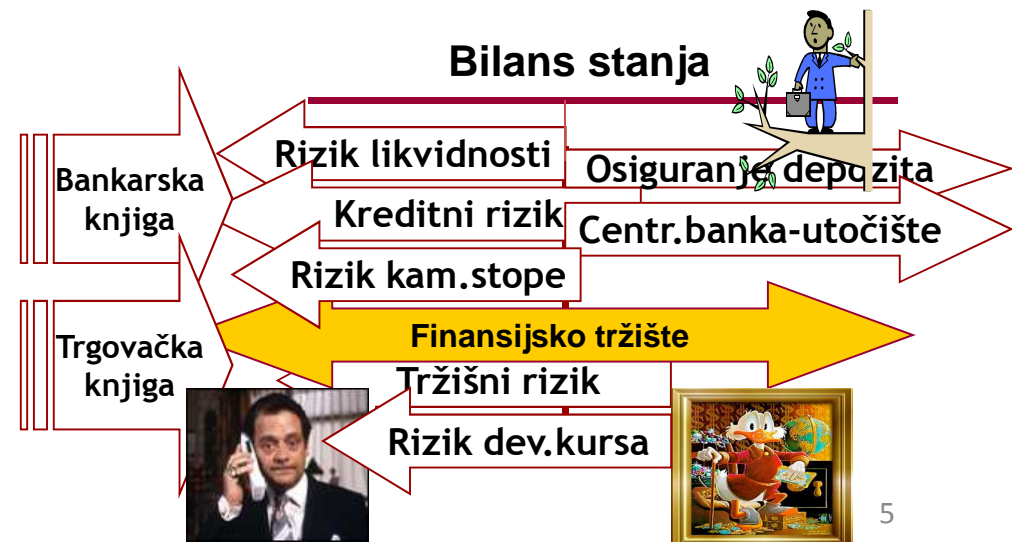 Bilans stanja
Bankarska
knjiga
Rizik likvidnosti
Osiguranje depozita
Kreditni rizik
Centr.banka-utočište
Rizik kam.stope
Finansijsko tržište
Trgovačka
knjiga
Tržišni rizik
Rizik dev.kursa
5